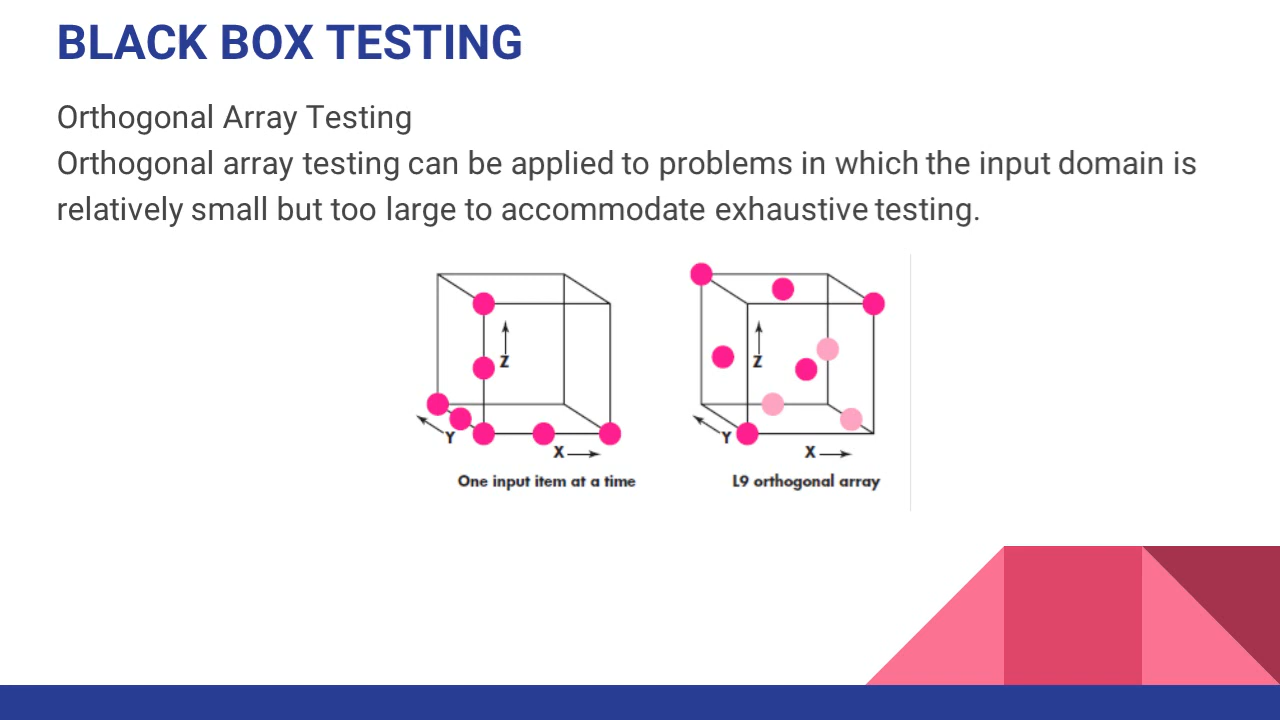 BLACK BOX TESTING
Orthogonal Array Testing
Orthogonal array testing can be applied to problems in which the input domain is
relatively small but too large to accommodate exhaustive testing.
Z
Y
X
One input item at a time
Z
Y
X
L9 orthogonal array